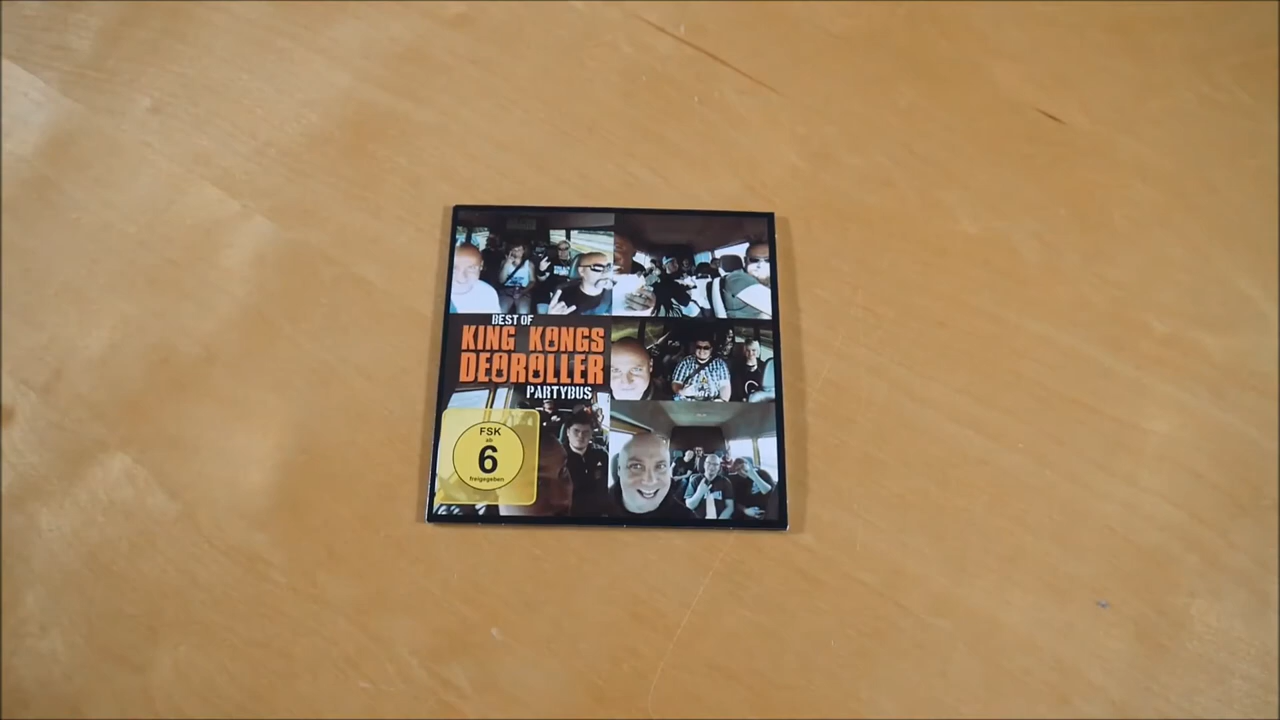 BEST OF
KING KONGS
DEOROLLER
PARTYBUS
FSK
ab
6
freigegeben